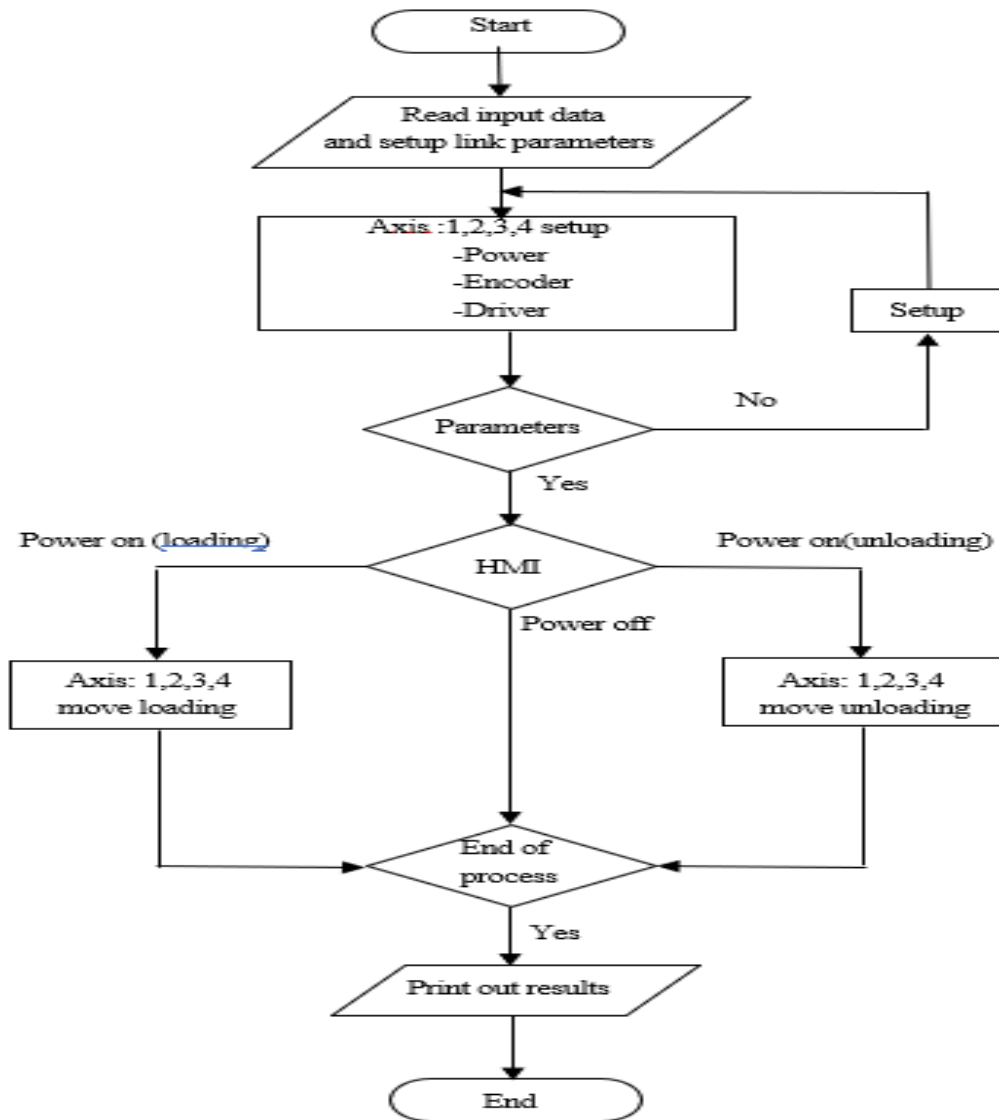 Start
Read input data
and setup link parameters
Axis :1,2,3,4 setup
-Power
-Encoder
-Driver
Setup
No
Parameters
Yes
Power on (loading)
Power on(unloading)
HMI
Power off
Axis: 1,2,3,4
move loading
Axis: 1,2,3,4
move unloading
End of
process
Yes
Print out results
End